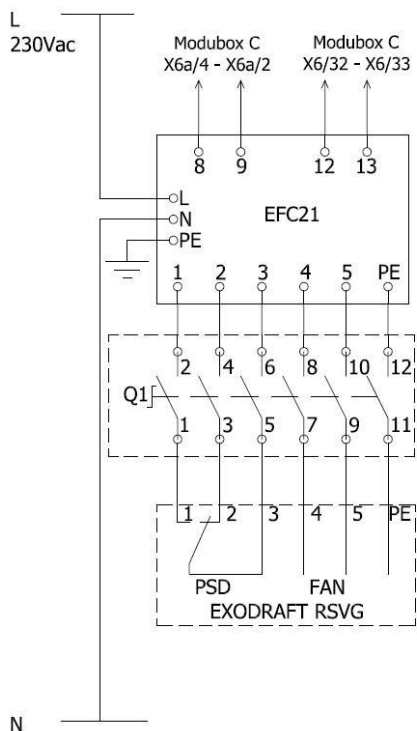 L
230Vac
Modubox C
X6a/4 - X6a/2
Modubox C
X6/32 - X6/33
8 9 12 13
L
N
PE
EFC21
1 2 3 4 5 PE
2 4 6 8 10 12
Q1
1 3 5 7 9 11
1 2 3 4 5 PE
PSD FAN
EXODRAFT RSVG
N